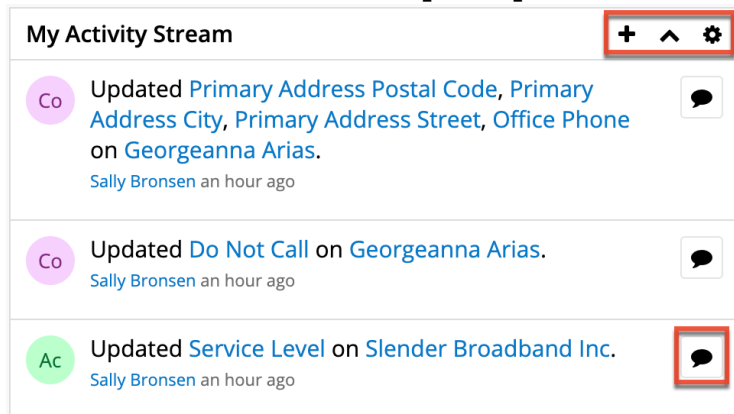 My Activity Stream
Co
Updated Primary Address Postal Code, Primary
Address City, Primary Address Street, Office Phone
on Georgeanna Arias.
Sally Bronsen an hour ago
Co
Updated Do Not Call on Georgeanna Arias.
Sally Bronsen an hour ago
Ac
Updated Service Level on Slender Broadband Inc.
Sally Bronsen an hour ago